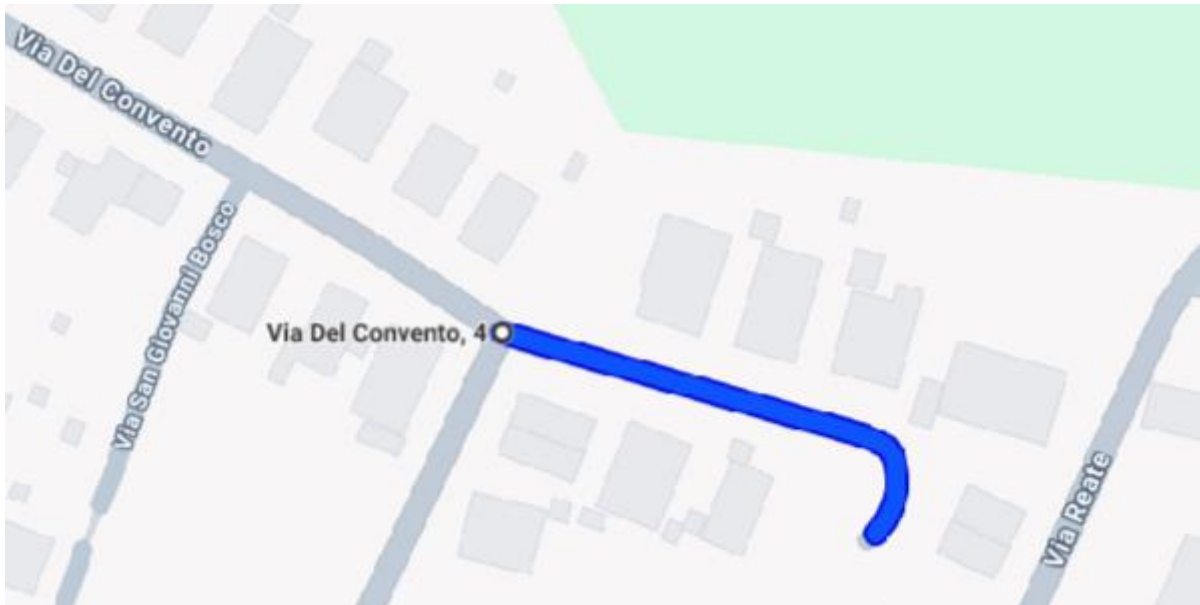 Via Del Convento
Via San Giovanni Bosco
Via Del Convento, 4
Via Reate